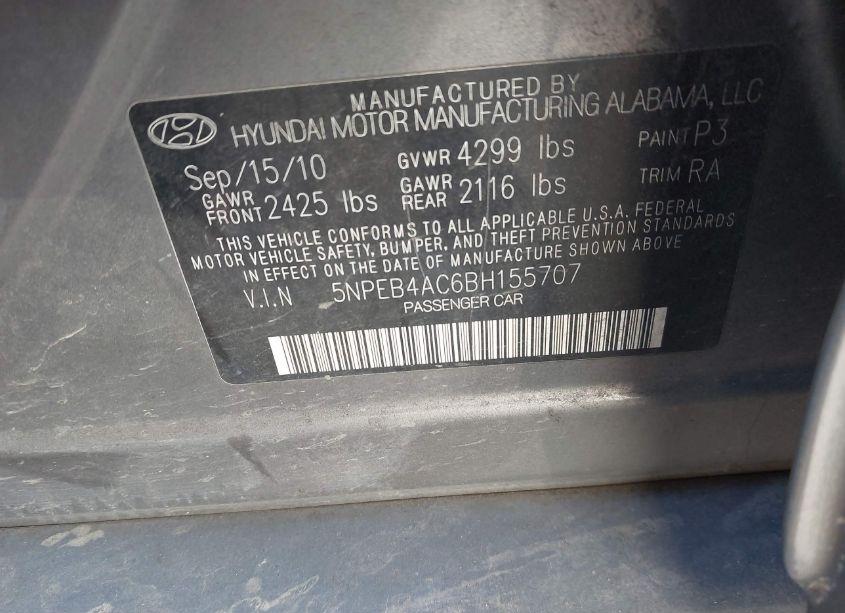 MANUFACTURED BY
HYUNDAI MOTOR MANUFACTURING ALABAMA, LLC
Sep/15/10 GVWR 4299 lbs PAINT P3
GAWR FRONT 2425 lbs GAWR REAR 2116 lbs TRIM RA
THIS VEHICLE CONFORMS TO ALL APPLICABLE U.S.A. FEDERAL
MOTOR VEHICLE SAFETY, BUMPER, AND THEFT PREVENTION STANDARDS
IN EFFECT ON THE DATE OF MANUFACTURE SHOWN ABOVE
V.I.N 5NPEB4AC6BH155707
PASSENGER CAR